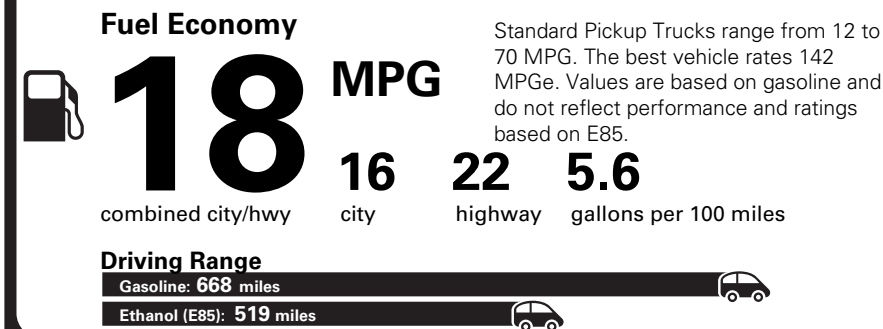 Fuel Economy
18 MPG
combined city/hwy
16
city
22
highway
5.6
gallons per 100 miles
Standard Pickup Trucks range from 12 to
70 MPG. The best vehicle rates 142
MPGe. Values are based on gasoline and
do not reflect performance and ratings
based on E85.
Driving Range
Gasoline: 668 miles
Ethanol (E85): 519 miles